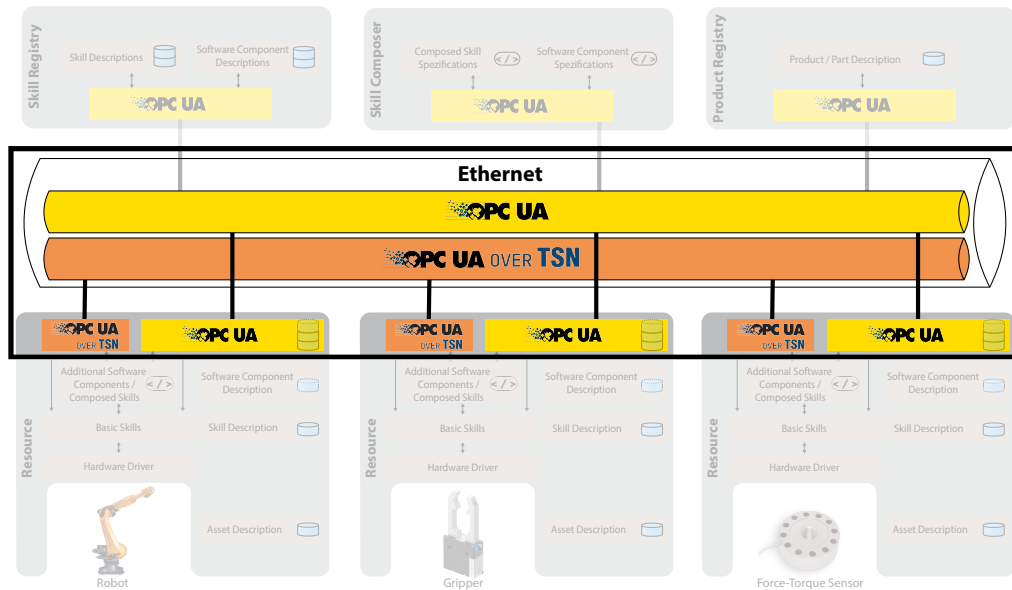 Skill Registry
Skill Descriptions
Software Component
Descriptions
OPC UA
Skill Composer
Composed Skill
Spezifications
</>
Software Component
Spezifications
</>
OPC UA
Product Registry
Product / Part Description
OPC UA
Ethernet
OPC UA
OPC UA OVER TSN
OPC UA
OVER TSN
OPC UA
OPC UA
OVER TSN
OPC UA
OPC UA
OVER TSN
OPC UA
Resource
Additional Software
Components /
Composed Skills
</>
Software Component
Description
Basic Skills
Skill Description
Hardware Driver
Asset Description
Robot
Resource
Additional Software
Components /
Composed Skills
</>
Software Component
Description
Basic Skills
Skill Description
Hardware Driver
Asset Description
Gripper
Resource
Additional Software
Components /
Composed Skills
</>
Software Component
Description
Basic Skills
Skill Description
Hardware Driver
Asset Description
Force-Torque Sensor